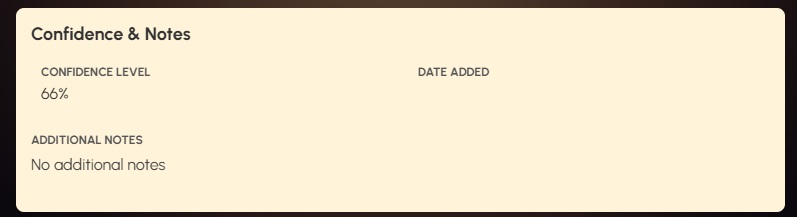 Confidence & Notes
CONFIDENCE LEVEL
66%
DATE ADDED
ADDITIONAL NOTES
No additional notes